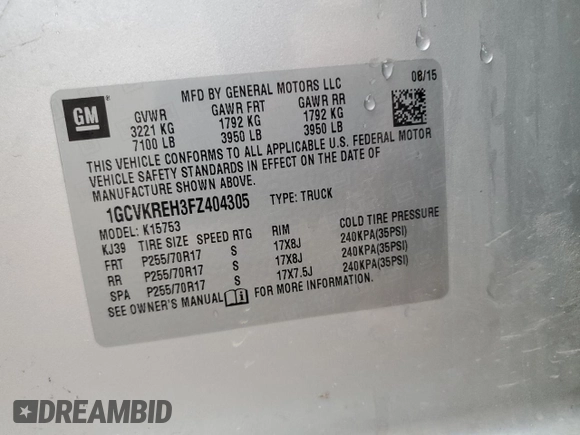 MFD BY GENERAL MOTORS LLC
08/15
GM
GVWR GAWR FRT GAWR RR
3221 KG 1792 KG 1792 KG
7100 LB 3950 LB 3950 LB
THIS VEHICLE CONFORMS TO ALL APPLICABLE U.S. FEDERAL MOTOR
VEHICLE SAFETY STANDARDS IN EFFECT ON THE DATE OF
MANUFACTURE SHOWN ABOVE.
1GCVKREH3FZ404305 TYPE: TRUCK
MODEL: K15753
KJ39 TIRE SIZE SPEED RTG RIM COLD TIRE PRESSURE
FRT P255/70R17 S 17X8J 240KPA(35PSI)
RR P255/70R17 S 17X8J 240KPA(35PSI)
SPA P255/70R17 S 17X7.5J 240KPA(35PSI)
SEE OWNER'S MANUAL FOR MORE INFORMATION.
DREAMBID